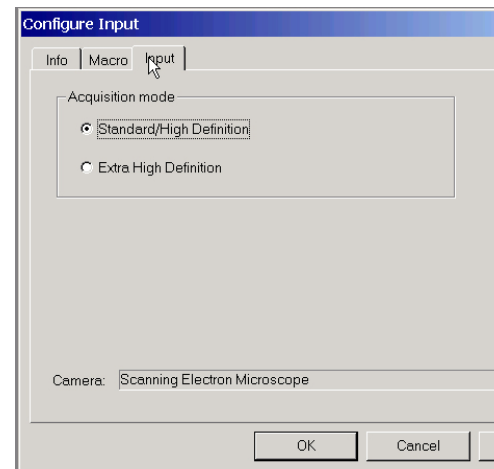 Configure Input
Info Macro Input
Acquisition mode
Standard/High Definition
Extra High Definition
Camera: Scanning Electron Microscope
OK Cancel